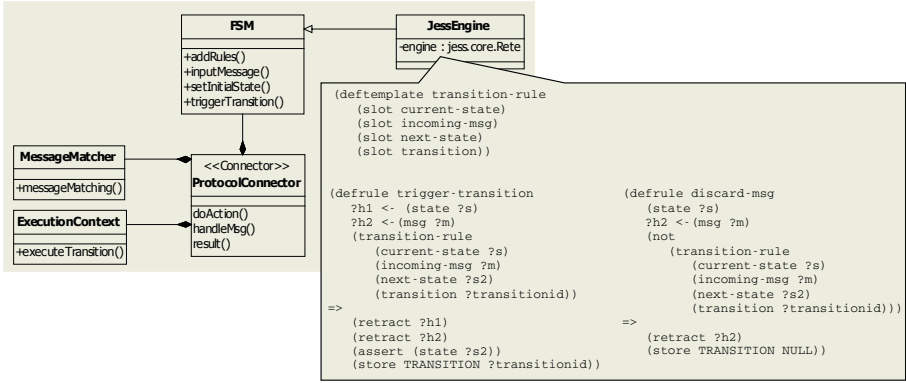 FSM
+addRules()
+inputMessage()
+setInitialState()
+triggerTransition()
JessEngine
-engine : jess.core.Rete
MessageMatcher
+messageMatching()
ExecutionContext
+executeTransition()
<<Connector>>
ProtocolConnector
doAction()
handleMsg()
result()
(deftemplate transition-rule
(slot current-state)
(slot incoming-msg)
(slot next-state)
(slot transition))
(defrule trigger-transition
?h1 <- (state ?s)
?h2 <-(msg ?m)
(transition-rule
(current-state ?s)
(incoming-msg ?m)
(next-state ?s2)
(transition ?transitionid))
=>
(retract ?h1)
(retract ?h2)
(assert (state ?s2))
(store TRANSITION ?transitionid))
(defrule discard-msg
(state ?s)
?h2 <-(msg ?m)
(not
(transition-rule
(current-state ?s)
(incoming-msg ?m)
(next-state ?s2)
(transition ?transitionid)))
=>
(retract ?h2)
(store TRANSITION NULL))